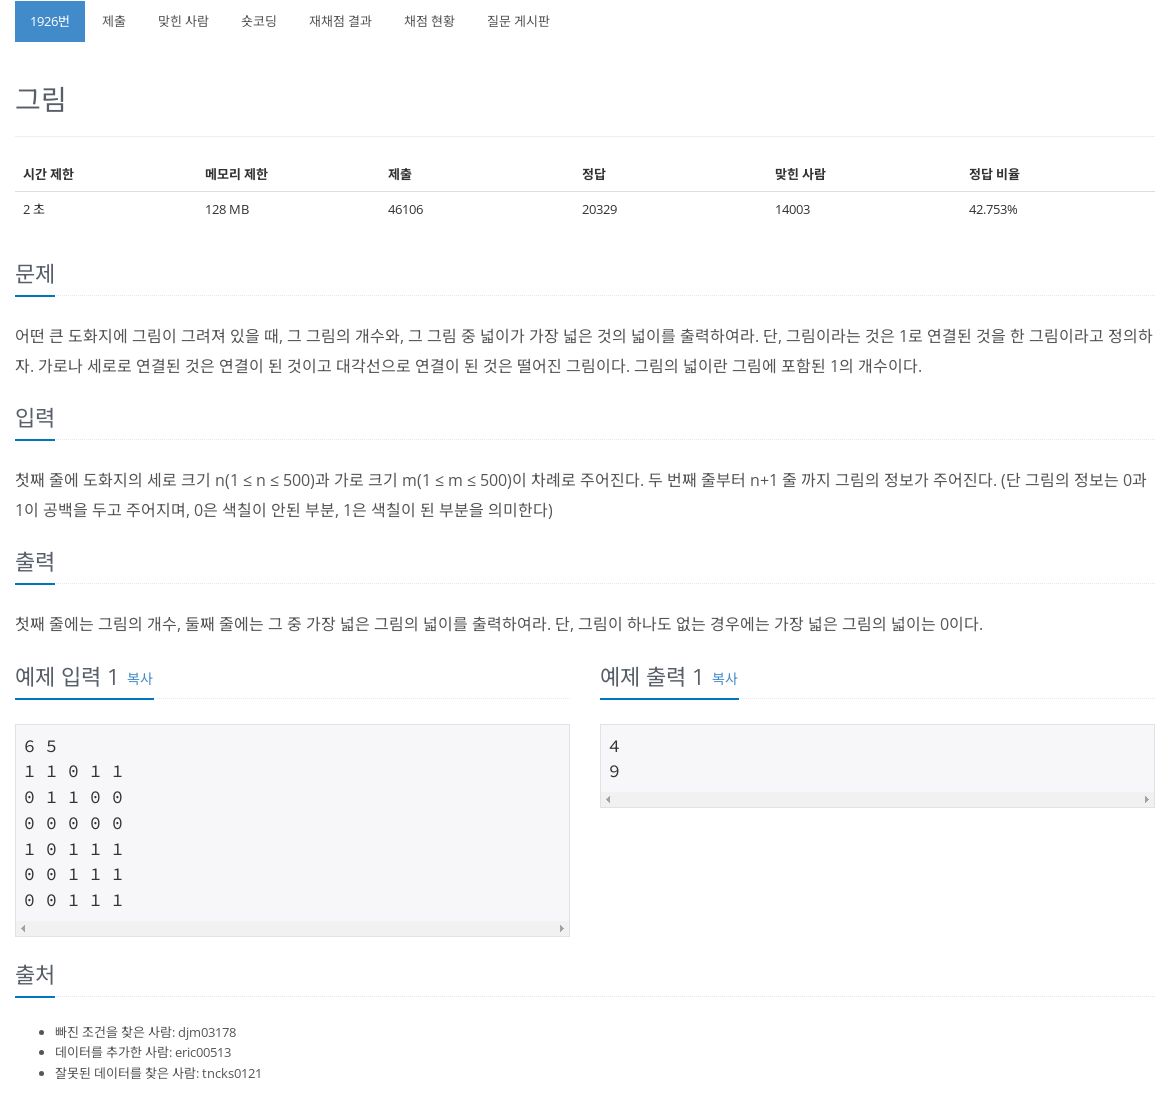 1926번 제출 맞힌 사람 숏코딩 재채점 결과 채점 현황 질문 게시판
그림
시간 제한 메모리 제한 제출 정답 맞힌 사람 정답 비율
2 초 128 MB 46106 20329 14003 42.753%
문제
어떤 큰 도화지에 그림이 그려져 있을 때, 그 그림의 개수와, 그 그림 중 넓이가 가장 넓은 것의 넓이를 출력하여라. 단, 그림이라는 것은 1로 연결된 것을 한 그림이라고 정의하
자. 가로나 세로로 연결된 것은 연결이 된 것이고 대각선으로 연결이 된 것은 떨어진 그림이다. 그림의 넓이란 그림에 포함된 1의 개수이다.
입력
첫째 줄에 도화지의 세로 크기 n(1 ≤ n ≤ 500)과 가로 크기 m(1 ≤ m ≤ 500)이 차례로 주어진다. 두 번째 줄부터 n+1 줄 까지 그림의 정보가 주어진다. (단 그림의 정보는 0과
1이 공백을 두고 주어지며, 0은 색칠이 안된 부분, 1은 색칠이 된 부분을 의미한다)
출력
첫째 줄에는 그림의 개수, 둘째 줄에는 그 중 가장 넓은 그림의 넓이를 출력하여라. 단, 그림이 하나도 없는 경우에는 가장 넓은 그림의 넓이는 0이다.
예제 입력 1 복사
6 5
1 1 0 1 1
0 1 1 0 0
0 0 0 0 0
1 0 1 1 1
0 0 1 1 1
0 0 1 1 1
예제 출력 1 복사
4
9
출처
빠진 조건을 찾은 사람: djm03178
데이터를 추가한 사람: eric00513
잘못된 데이터를 찾은 사람: tncks0121